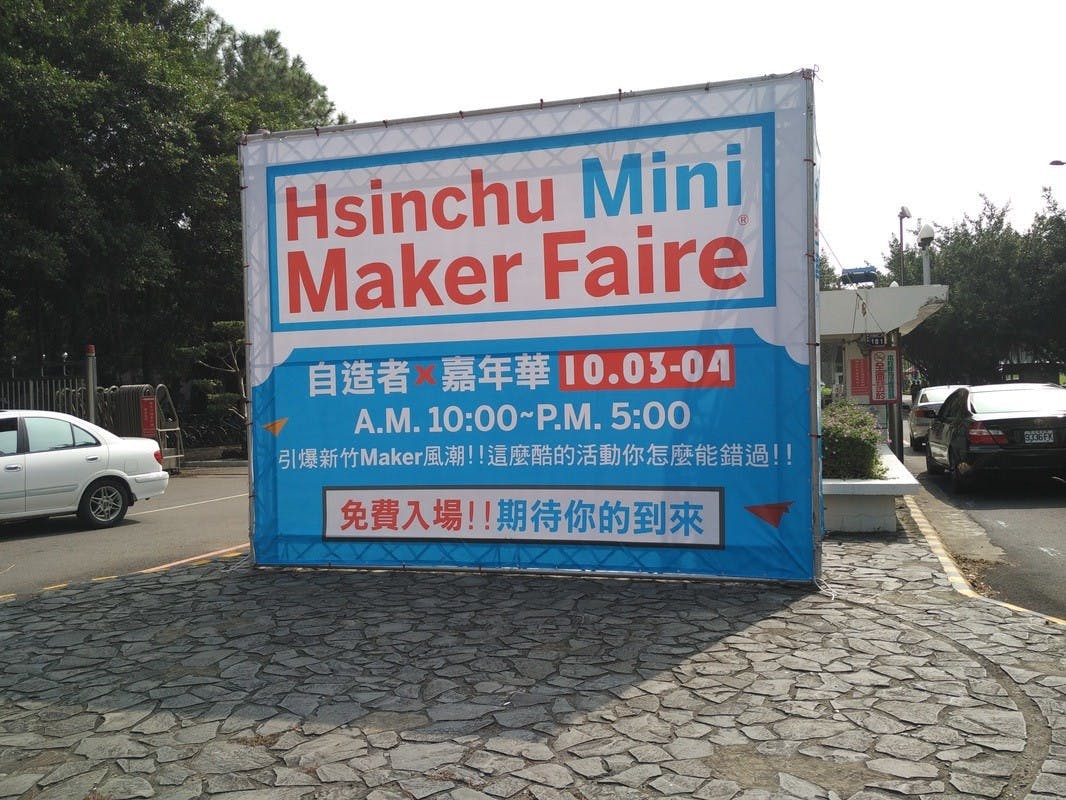 Hsinchu Mini
Maker Faire®
自造者×嘉年華 10.03-04
A.M. 10:00~P.M. 5:00
引爆新竹Maker風潮!!這麼酷的活動你怎麼能錯過!!
免費入場!!期待你的到來
101